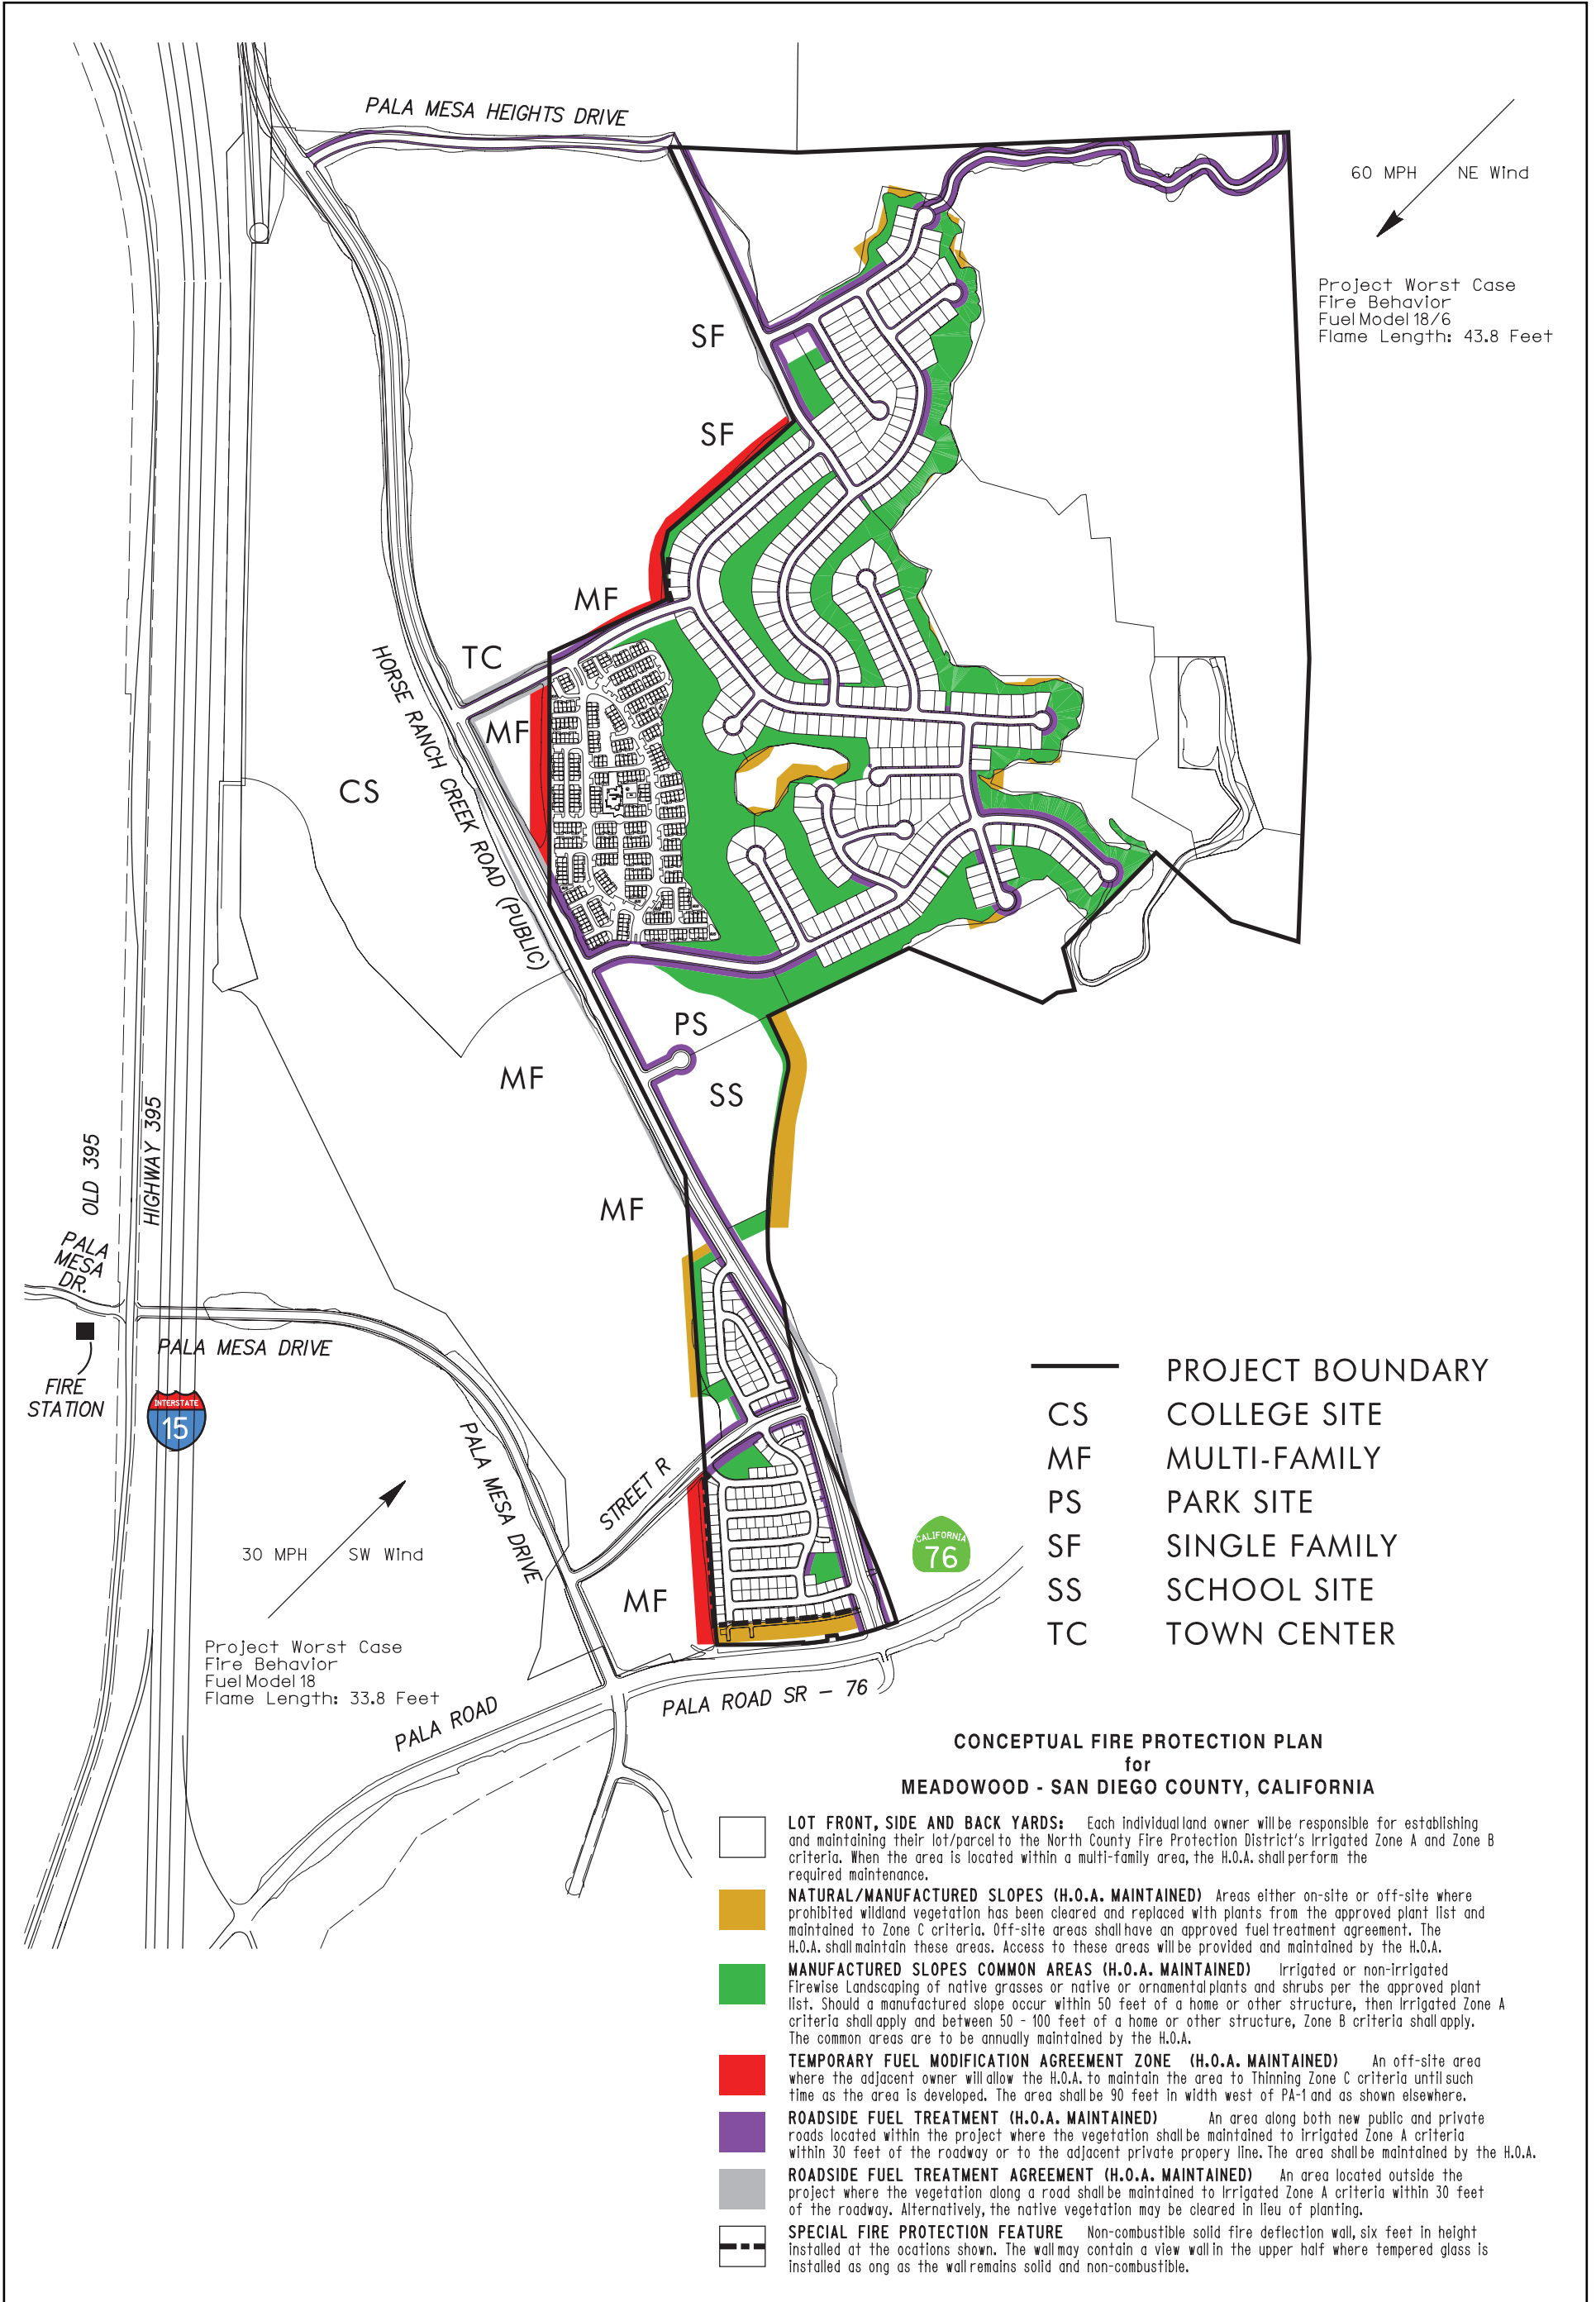 PALA MESA HEIGHTS DRIVE
60 MPH NE Wind
Project Worst Case
Fire Behavior
Fuel Model 18/6
Flame Length: 43.8 Feet
SF
SF
MF
TC
MF
CS
HORSE RANCH CREEK ROAD (PUBLIC)
PS
MF
SS
MF
OLD 395
HIGHWAY 395
PALA
MESA
DR.
PALA MESA DRIVE
FIRE
STATION
INTERSTATE
15
PALA MESA DRIVE
STREET R
30 MPH SW Wind
MF
CALIFORNIA
76
Project Worst Case
Fire Behavior
Fuel Model 18
Flame Length: 33.8 Feet
PALA ROAD
PALA ROAD SR - 76
PROJECT BOUNDARY
CS COLLEGE SITE
MF MULTI-FAMILY
PS PARK SITE
SF SINGLE FAMILY
SS SCHOOL SITE
TC TOWN CENTER
CONCEPTUAL FIRE PROTECTION PLAN
for
MEADOWOOD - SAN DIEGO COUNTY, CALIFORNIA
LOT FRONT, SIDE AND BACK YARDS: Each individual land owner will be responsible for establishing
and maintaining their lot/parcel to the North County Fire Protection District's Irrigated Zone A and Zone B
criteria. When the area is located within a multi-family area, the H.O.A. shall perform the
required maintenance.
NATURAL/MANUFACTURED SLOPES (H.O.A. MAINTAINED) Areas either on-site or off-site where
prohibited wildland vegetation has been cleared and replaced with plants from the approved plant list and
maintained to Zone C criteria. Off-site areas shall have an approved fuel treatment agreement. The
H.O.A. shall maintain these areas. Access to these areas will be provided and maintained by the H.O.A.
MANUFACTURED SLOPES COMMON AREAS (H.O.A. MAINTAINED) Irrigated or non-irrigated
Firewise Landscaping of native grasses or native or ornamental plants and shrubs per the approved plant
list. Should a manufactured slope occur within 50 feet of a home or other structure, then Irrigated Zone A
criteria shall apply and between 50 - 100 feet of a home or other structure, Zone B criteria shall apply.
The common areas are to be annually maintained by the H.O.A.
TEMPORARY FUEL MODIFICATION AGREEMENT ZONE (H.O.A. MAINTAINED) An off-site area
where the adjacent owner will allow the H.O.A. to maintain the area to Thinning Zone C criteria until such
time as the area is developed. The area shall be 90 feet in width west of PA-1 and as shown elsewhere.
ROADSIDE FUEL TREATMENT (H.O.A. MAINTAINED) An area along both new public and private
roads located within the project where the vegetation shall be maintained to irrigated Zone A criteria
within 30 feet of the roadway or to the adjacent private propery line. The area shall be maintained by the H.O.A.
ROADSIDE FUEL TREATMENT AGREEMENT (H.O.A. MAINTAINED) An area located outside the
project where the vegetation along a road shall be maintained to Irrigated Zone A criteria within 30 feet
of the roadway. Alternatively, the native vegetation may be cleared in lieu of planting.
SPECIAL FIRE PROTECTION FEATURE Non-combustible solid fire deflection wall, six feet in height
installed at the ocations shown. The wall may contain a view wall in the upper half where tempered glass is
installed as ong as the wall remains solid and non-combustible.